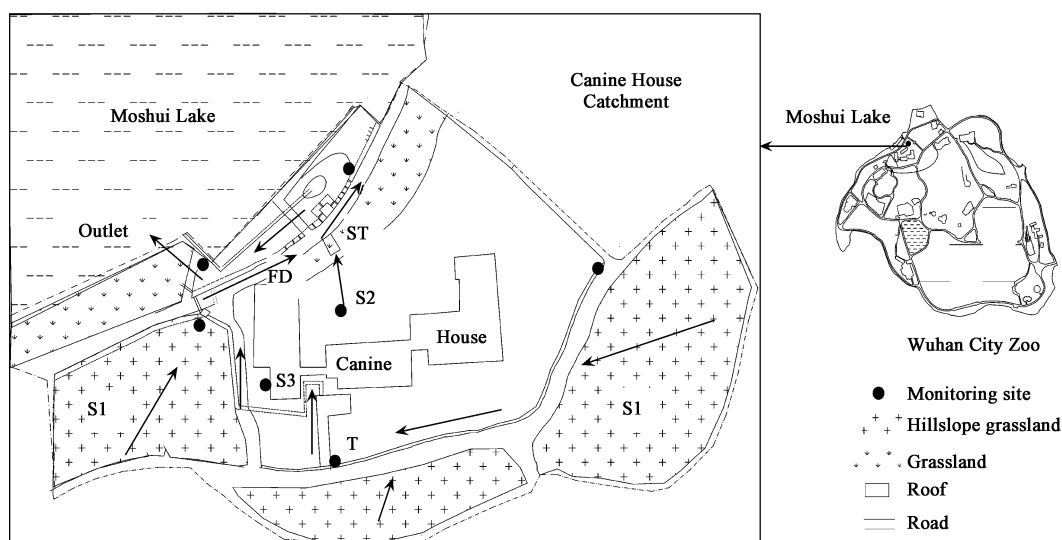 Canine House
Catchment
Moshui Lake
Moshui Lake
Outlet
ST
FD
S2
House
Canine
S3
S1
S1
T
Wuhan City Zoo
Monitoring site
Hillslope grassland
Grassland
Roof
Road